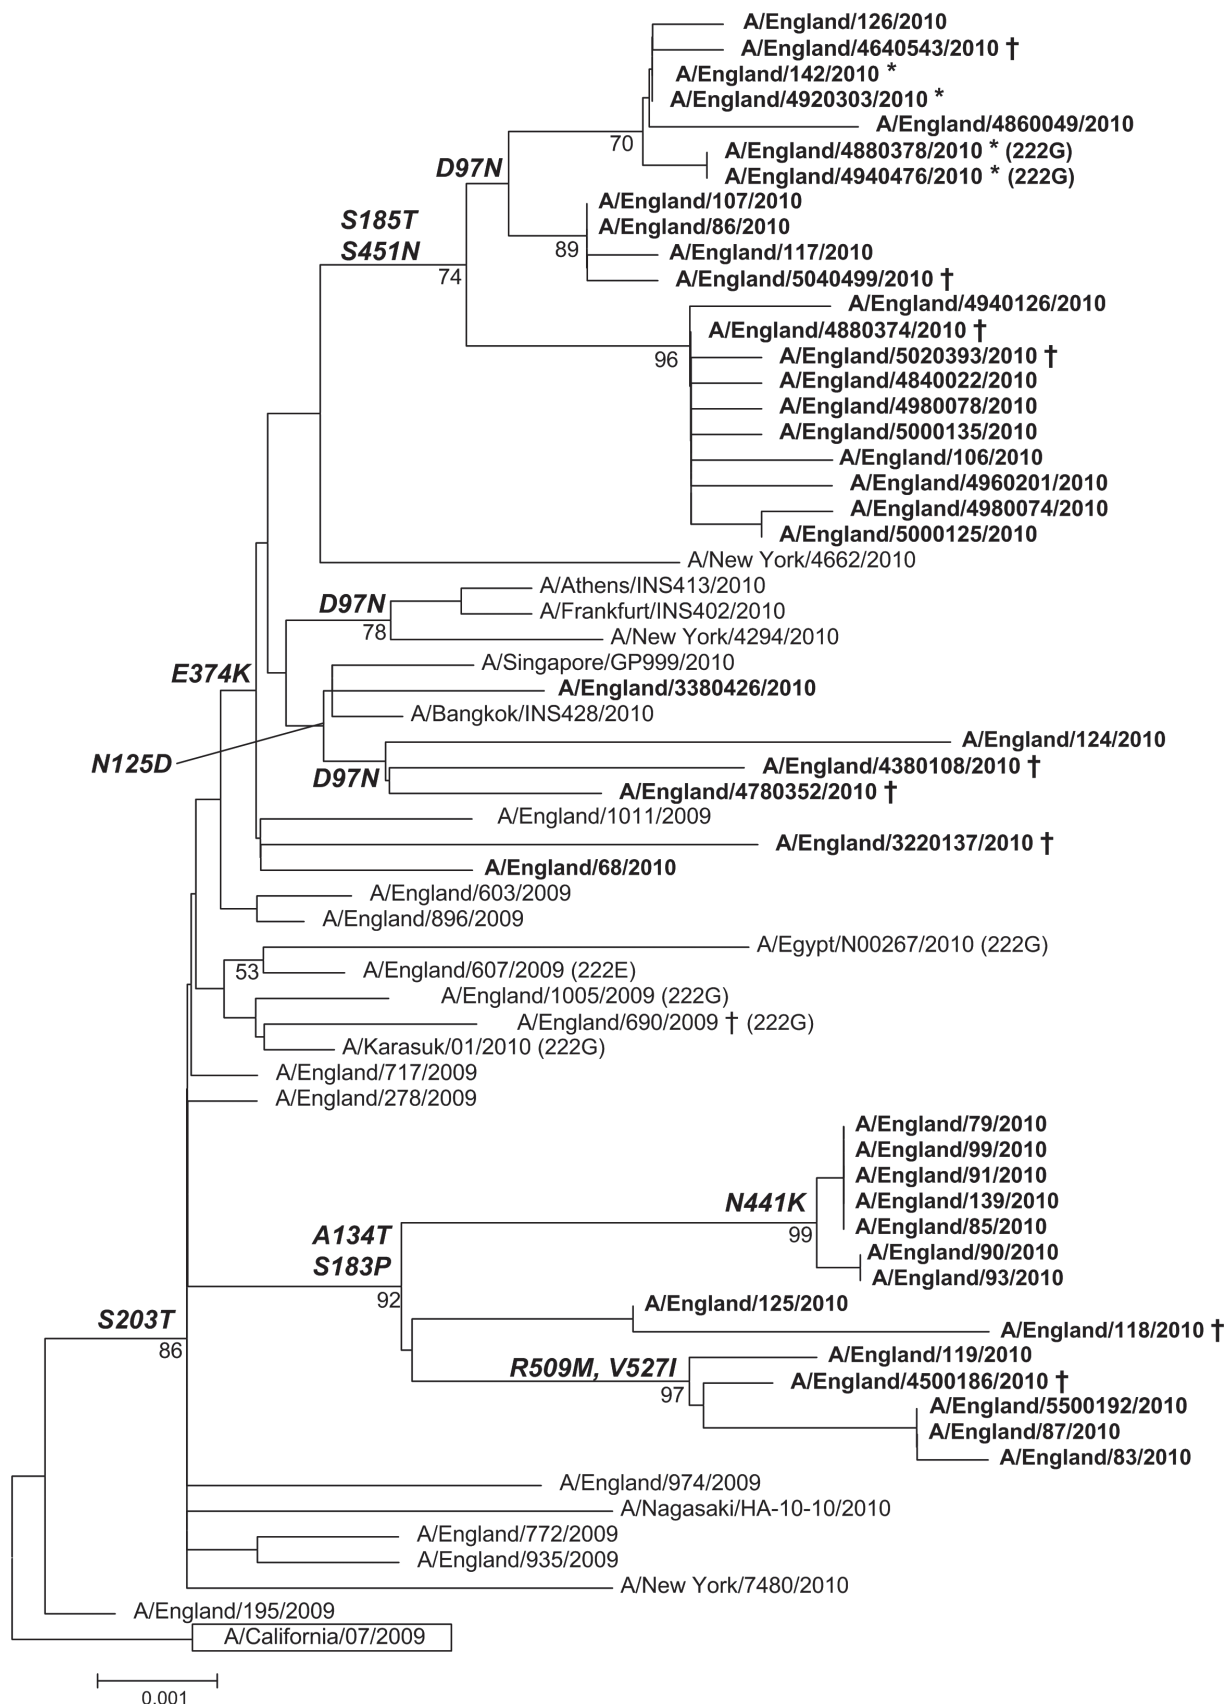 A/England/126/2010
A/England/4640543/2010 †
A/England/142/2010 *
A/England/4920303/2010 *
A/England/4860049/2010
70
A/England/4880378/2010 * (222G)
D97N
A/England/4940476/2010 * (222G)
A/England/107/2010
S185T
A/England/86/2010
S451N
89
A/England/117/2010
74
A/England/5040499/2010 †
A/England/4940126/2010
A/England/4880374/2010 †
96
A/England/5020393/2010 †
A/England/4840022/2010
A/England/4980078/2010
A/England/5000135/2010
A/England/106/2010
A/England/4960201/2010
A/England/4980074/2010
A/England/5000125/2010
A/New York/4662/2010
A/Athens/INS413/2010
D97N
A/Frankfurt/INS402/2010
78
A/New York/4294/2010
A/Singapore/GP999/2010
E374K
A/England/3380426/2010
A/Bangkok/INS428/2010
A/England/124/2010
N125D
D97N
A/England/4380108/2010 †
A/England/4780352/2010 †
A/England/1011/2009
A/England/3220137/2010 †
A/England/68/2010
A/England/603/2009
A/England/896/2009
A/Egypt/N00267/2010 (222G)
53
A/England/607/2009 (222E)
A/England/1005/2009 (222G)
A/England/690/2009 † (222G)
A/Karasuk/01/2010 (222G)
A/England/717/2009
A/England/278/2009
A/England/79/2010
A/England/99/2010
A/England/91/2010
N441K
A/England/139/2010
A134T
99
A/England/85/2010
S183P
A/England/90/2010
A/England/93/2010
92
A/England/125/2010
S203T
A/England/118/2010 †
86
A/England/119/2010
R509M, V527I
97
A/England/4500186/2010 †
A/England/5500192/2010
A/England/87/2010
A/England/83/2010
A/England/974/2009
A/Nagasaki/HA-10-10/2010
A/England/772/2009
A/England/935/2009
A/New York/7480/2010
A/England/195/2009
A/California/07/2009
0.001